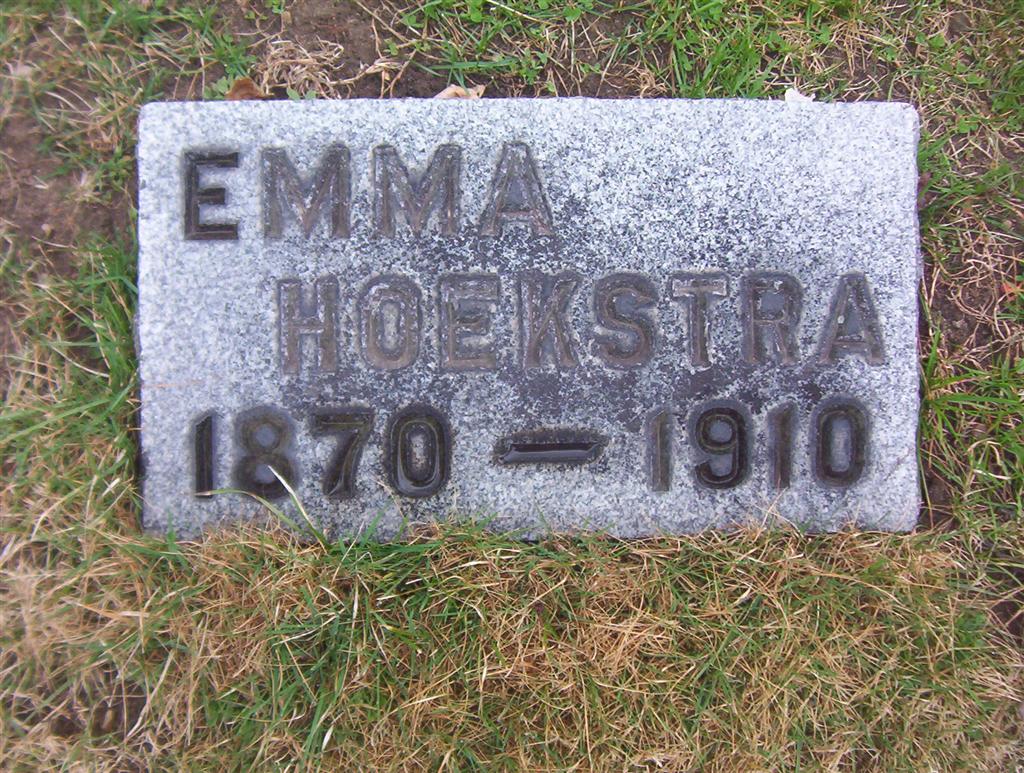 EMMA
HOEKSTRA
1870 – 1910